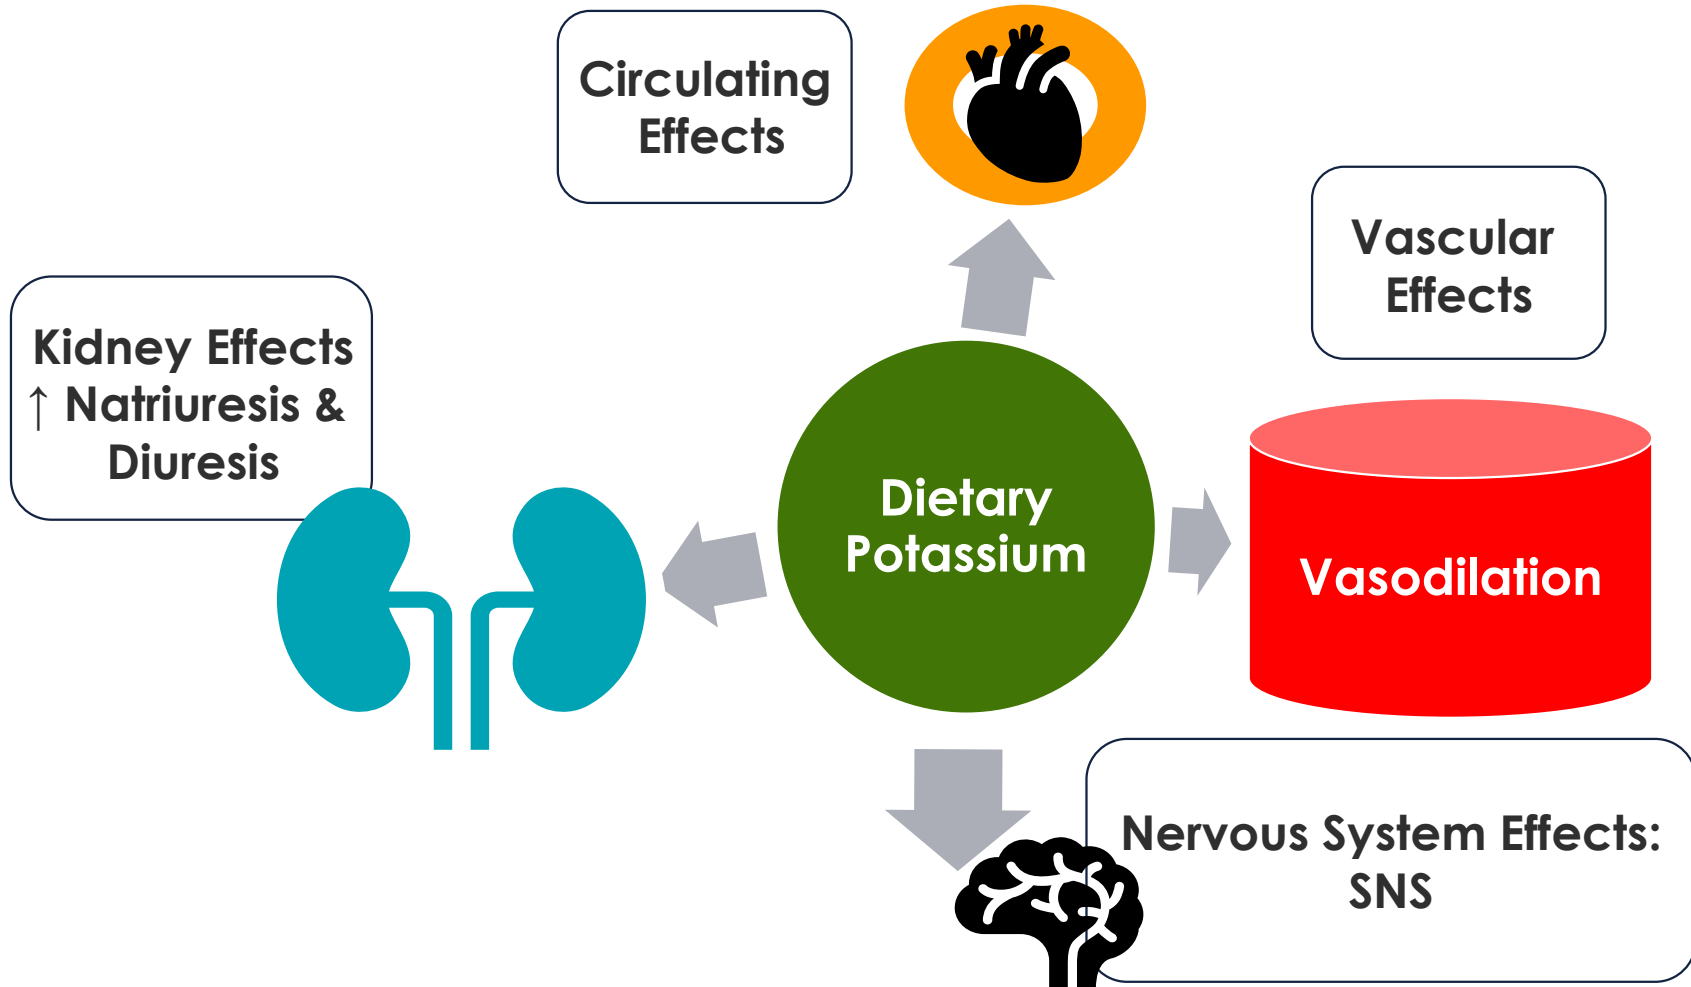 Circulating
Effects
Vascular
Effects
Kidney Effects
↑ Natriuresis &
Diuresis
Dietary
Potassium
Vasodilation
Nervous System Effects:
SNS